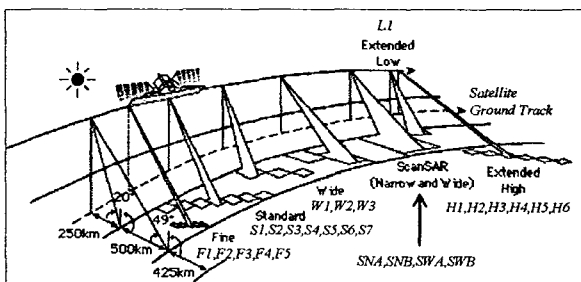 L1
Extended
Low
Satellite
Ground Track
20°
49°
250km
500km
425km
Fine
F1,F2,F3,F4,F5
Standard
S1,S2,S3,S4,S5,S6,S7
Wide
W1,W2,W3
ScanSAR
(Narrow and Wide)
SNA,SNB,SWA,SWB
Extended
High
H1,H2,H3,H4,H5,H6